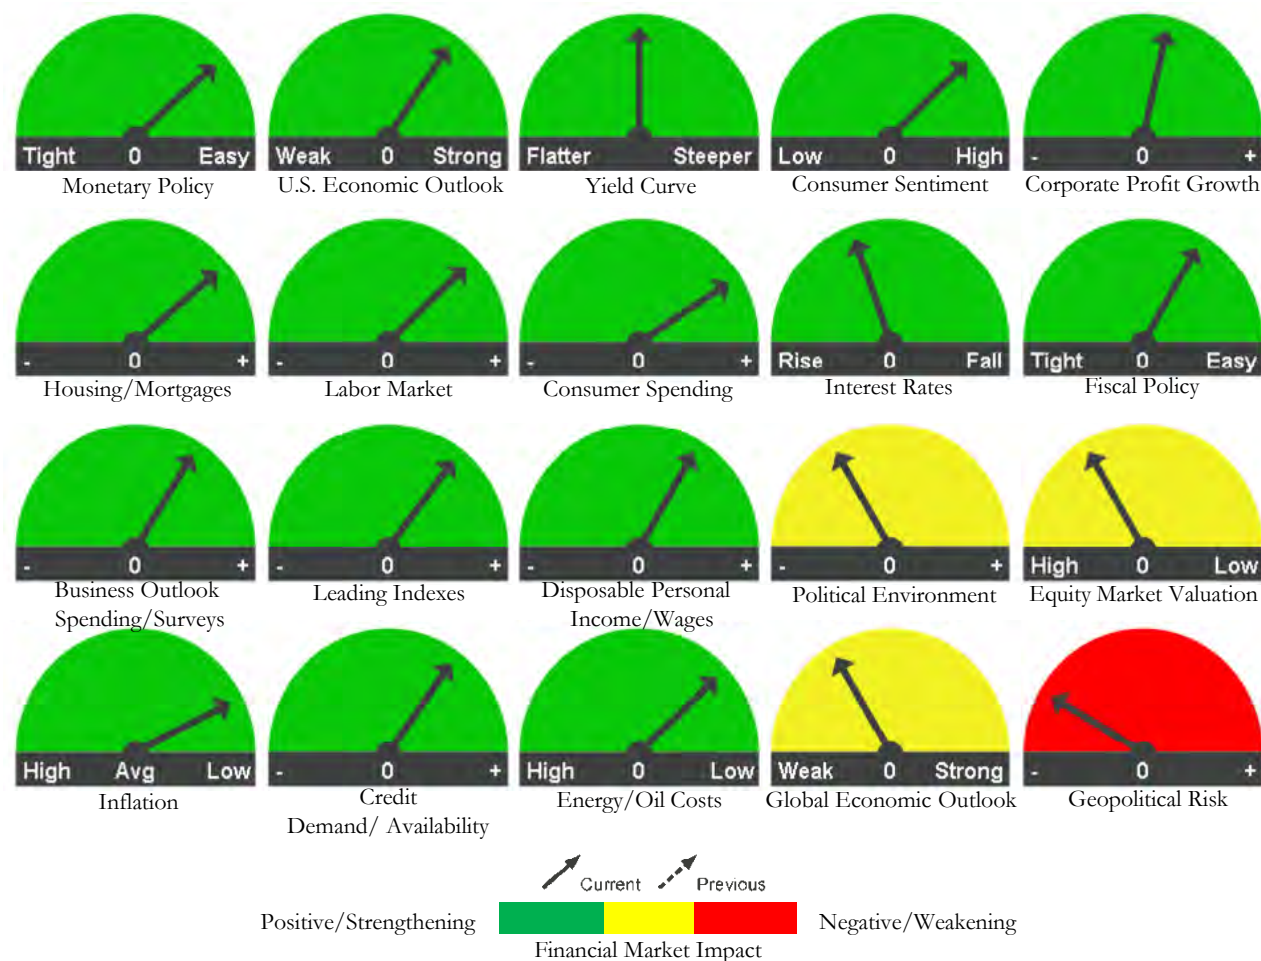 Tight 0 Easy
Monetary Policy
Weak 0 Strong
U.S. Economic Outlook
Flatter Steeper
Yield Curve
Low 0 High
Consumer Sentiment
- 0 +
Corporate Profit Growth
- 0 +
Housing/Mortgages
- 0 +
Labor Market
- 0 +
Consumer Spending
Rise 0 Fall
Interest Rates
Tight 0 Easy
Fiscal Policy
- 0 +
Business Outlook
Spending/Surveys
- 0 +
Leading Indexes
- 0 +
Disposable Personal
Income/Wages
- 0 +
Political Environment
High 0 Low
Equity Market Valuation
High Avg Low
Inflation
- 0 +
Credit
Demand/ Availability
High 0 Low
Energy/Oil Costs
Weak 0 Strong
Global Economic Outlook
- 0 +
Geopolitical Risk
Current Previous
Positive/Strengthening Negative/Weakening
Financial Market Impact